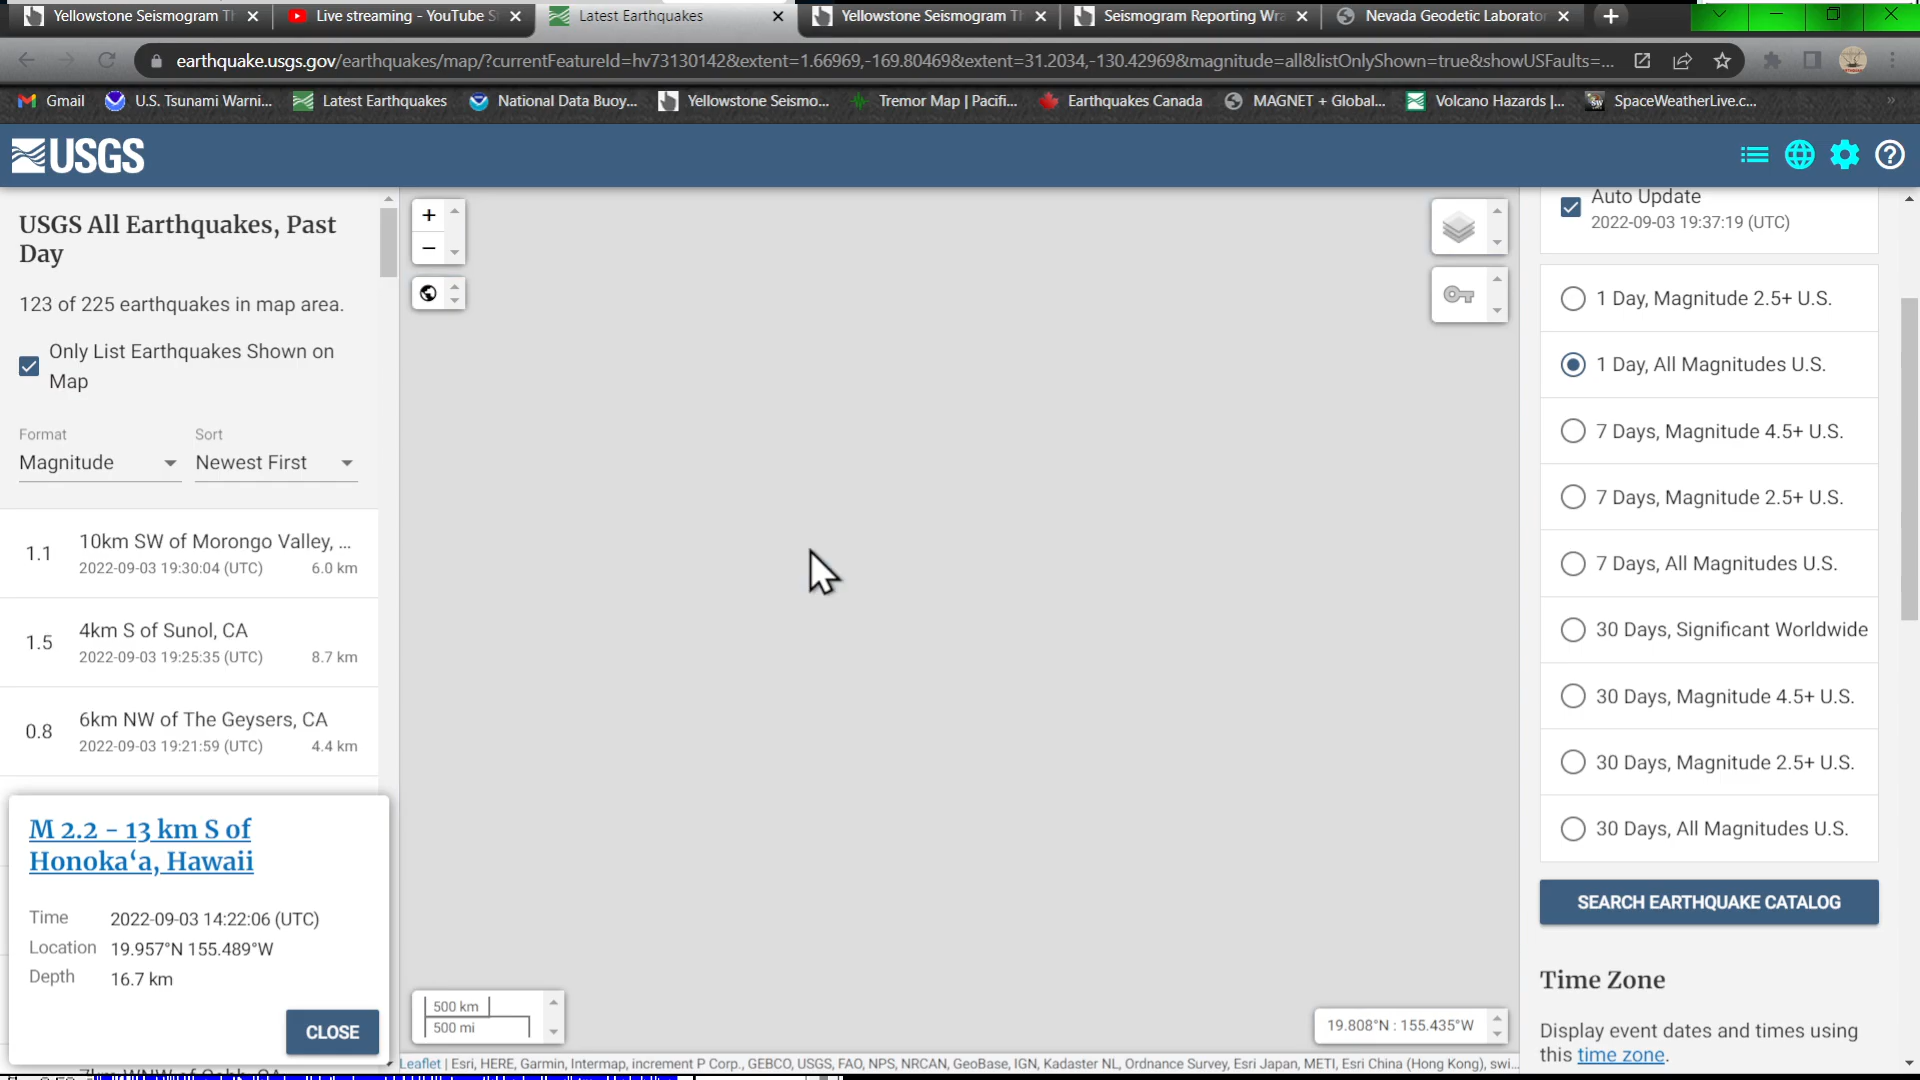 Yellowstone Seismogram Th
Live streaming - YouTube S
Latest Earthquakes
Yellowstone Seismogram Th
Seismogram Reporting Wra
Nevada Geodetic Laborator
earthquake.usgs.gov/earthquakes/map/?currentFeatureId=hv73130142&extent=1.66969,-169.80469&extent=31.2034,-130.42969&magnitude=all&listOnlyShown=true&showUSFaults=...
Gmail
U.S. Tsunami Warni...
Latest Earthquakes
National Data Buoy...
Yellowstone Seismo...
Tremor Map | Pacifi...
Earthquakes Canada
MAGNET + Global...
Volcano Hazards |...
SpaceWeatherLive.c...
USGS
USGS All Earthquakes, Past
Day
123 of 225 earthquakes in map area.
Only List Earthquakes Shown on
Map
Format
Sort
Magnitude
Newest First
1.1
10km SW of Morongo Valley, ...
2022-09-03 19:30:04 (UTC)
6.0 km
1.5
4km S of Sunol, CA
2022-09-03 19:25:35 (UTC)
8.7 km
0.8
6km NW of The Geysers, CA
2022-09-03 19:21:59 (UTC)
4.4 km
M 2.2 - 13 km S of
Honokaʻa, Hawaii
Time
2022-09-03 14:22:06 (UTC)
Location
19.957°N 155.489°W
Depth
16.7 km
CLOSE
+
−
500 km
500 mi
19.808°N : 155.435°W
Leaflet | Esri, HERE, Garmin, Intermap, increment P Corp., GEBCO, USGS, FAO, NPS, NRCAN, GeoBase, IGN, Kadaster NL, Ordnance Survey, Esri Japan, METI, Esri China (Hong Kong), swi...
Auto Update
2022-09-03 19:37:19 (UTC)
1 Day, Magnitude 2.5+ U.S.
1 Day, All Magnitudes U.S.
7 Days, Magnitude 4.5+ U.S.
7 Days, Magnitude 2.5+ U.S.
7 Days, All Magnitudes U.S.
30 Days, Significant Worldwide
30 Days, Magnitude 4.5+ U.S.
30 Days, Magnitude 2.5+ U.S.
30 Days, All Magnitudes U.S.
SEARCH EARTHQUAKE CATALOG
Time Zone
Display event dates and times using
this time zone.